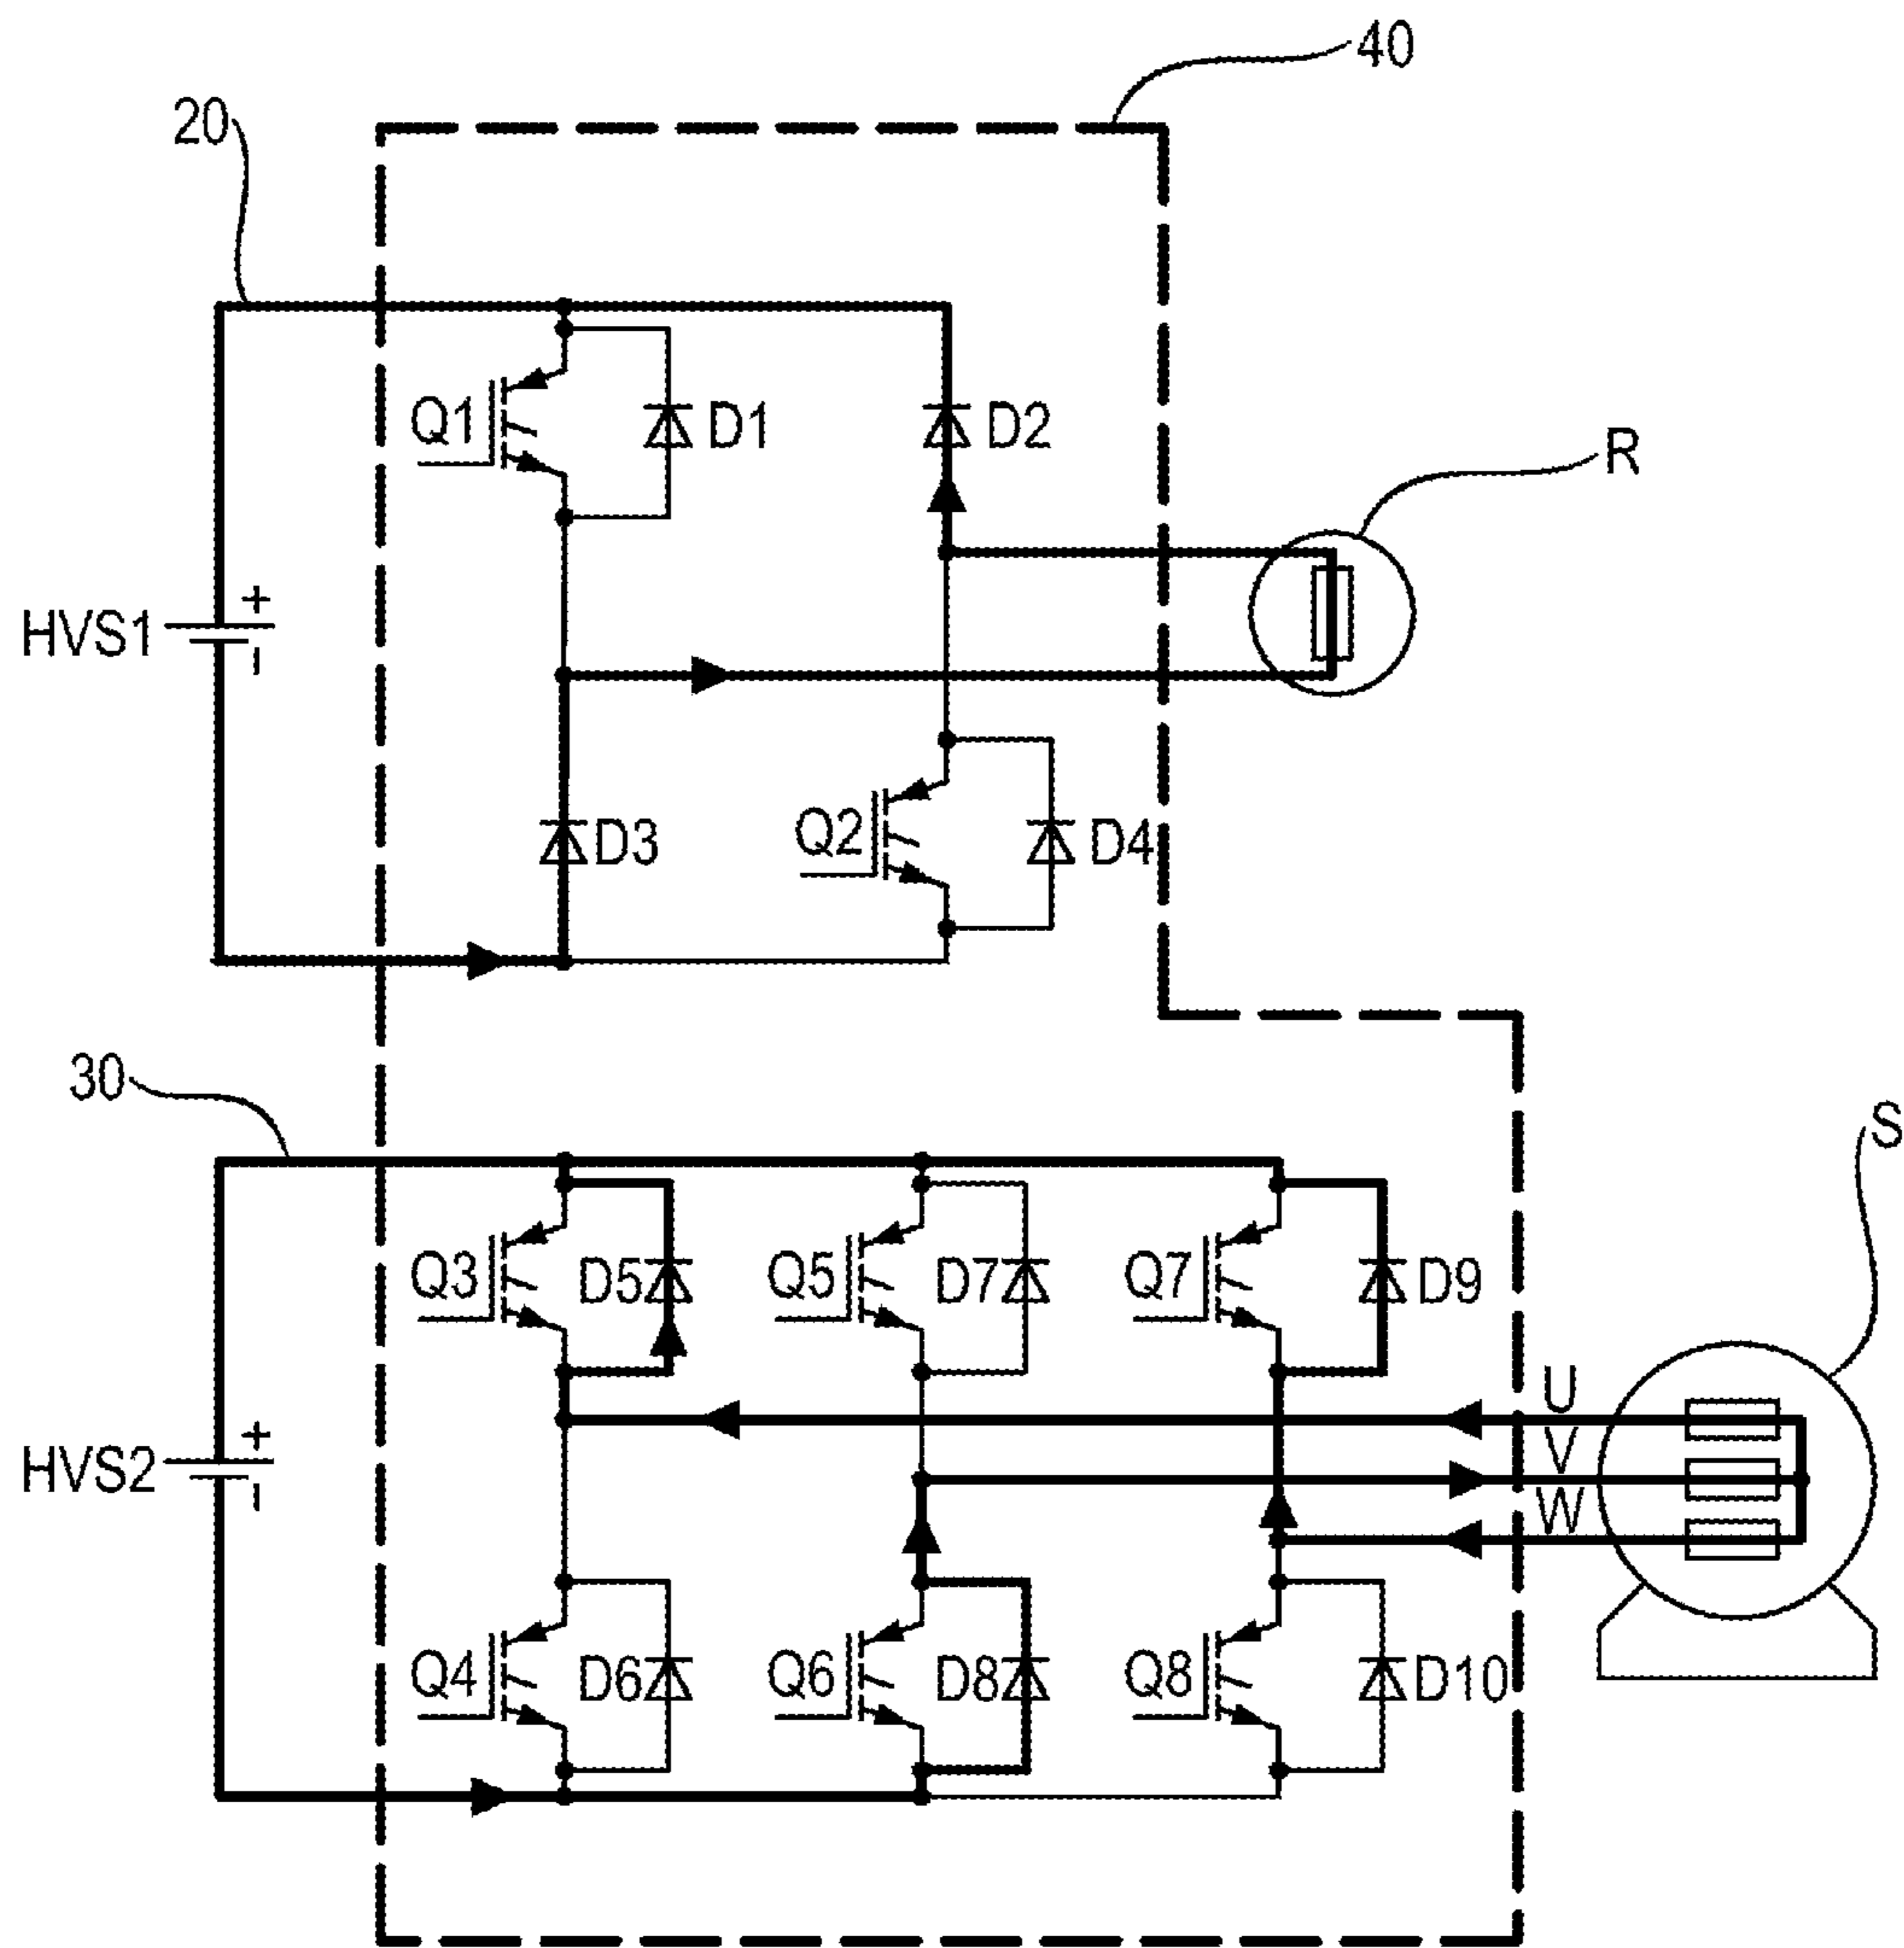 40
20
Q1
D1
D2
R
+
HVS1
-
D3
Q2
D4
30
S
Q3
D5
Q5
D7
Q7
D9
U
+
V
HVS2
-
W
Q4
D6
Q6
D8
Q8
D10